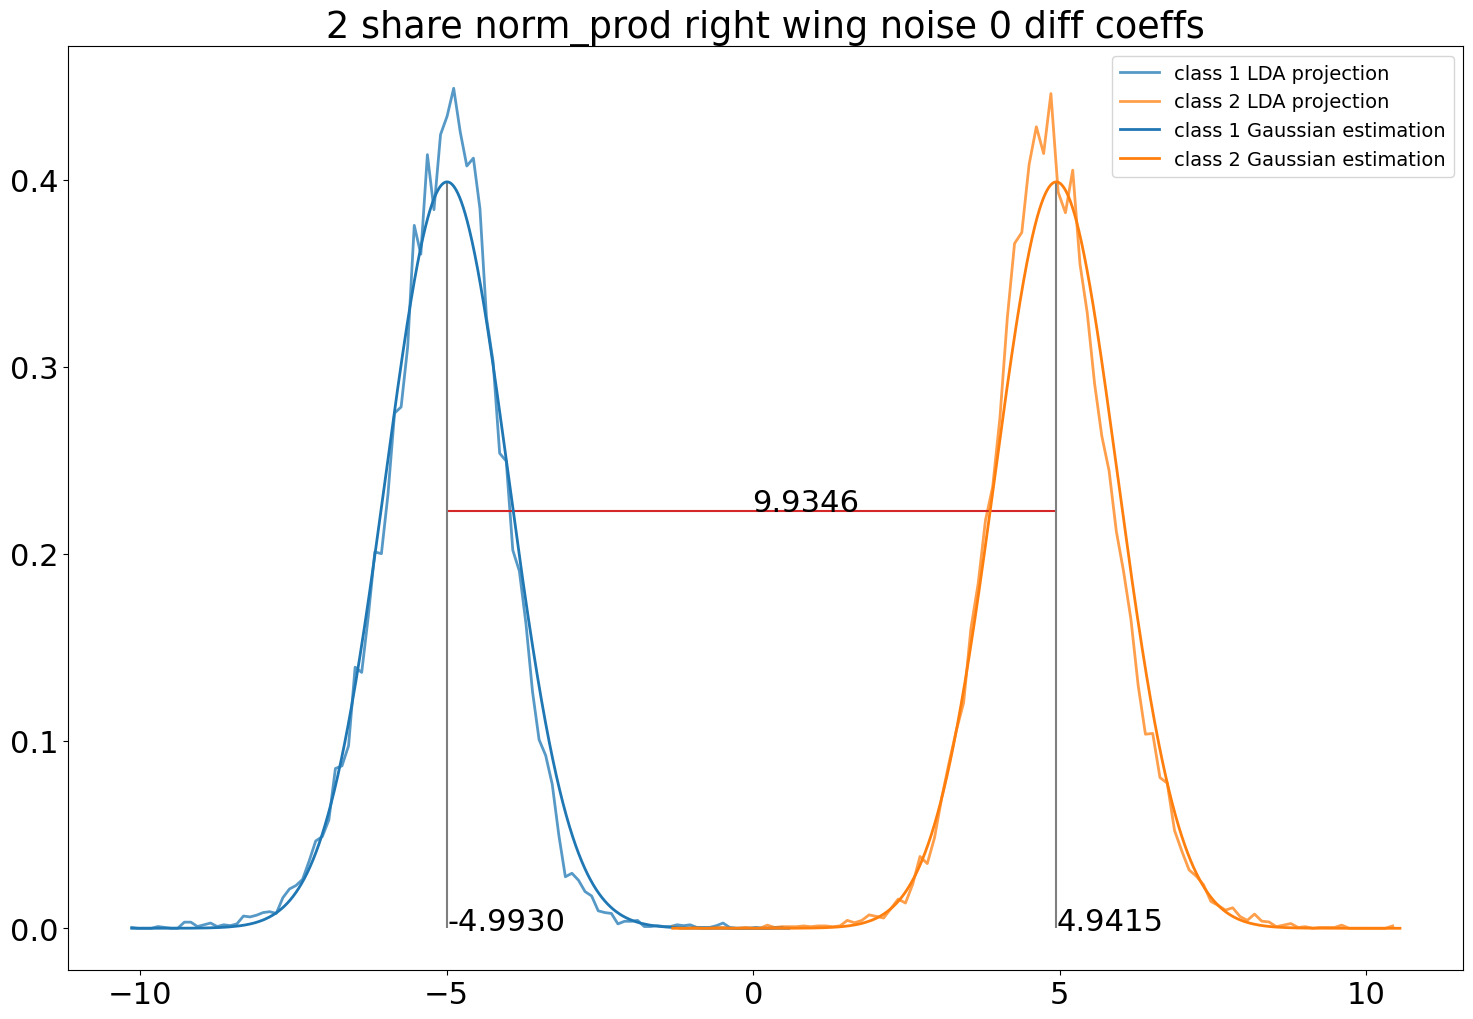 2 share norm_prod right wing noise 0 diff coeffs
class 1 LDA projection
class 2 LDA projection
class 1 Gaussian estimation
class 2 Gaussian estimation
0.4
0.3
0.2
0.1
0.0
9.9346
-4.9930
4.9415
−10
−5
0
5
10